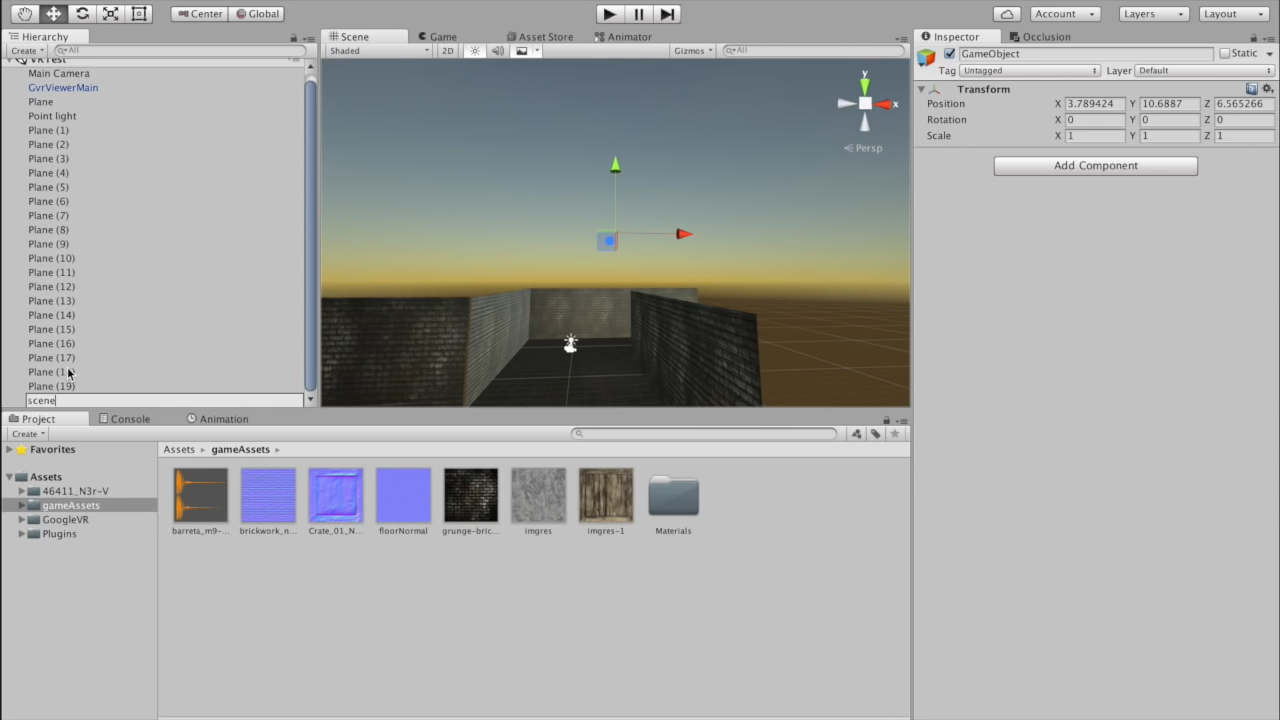 Center Global Account Layers Layout
Hierarchy Scene Game Asset Store Animator Inspector Occlusion
Create All Shaded 2D Gizmos All GameObject Static
VRTest
Main Camera
GvrViewerMain
Plane
Point light
Plane (1)
Plane (2)
Plane (3)
Plane (4)
Plane (5)
Plane (6)
Plane (7)
Plane (8)
Plane (9)
Plane (10)
Plane (11)
Plane (12)
Plane (13)
Plane (14)
Plane (15)
Plane (16)
Plane (17)
Plane (1
Plane (19)
scene
y
x
Persp
Tag Untagged Layer Default
Transform
Position X 3.789424 Y 10.6887 Z 6.565266
Rotation X 0 Y 0 Z 0
Scale X 1 Y 1 Z 1
Add Component
Project Console Animation
Create
Favorites
Assets
46411_N3r-V
gameAssets
GoogleVR
Plugins
Assets gameAssets
barreta_m9-... brickwork_n... Crate_01_N... floorNormal grunge-bric... imgres imgres-1 Materials